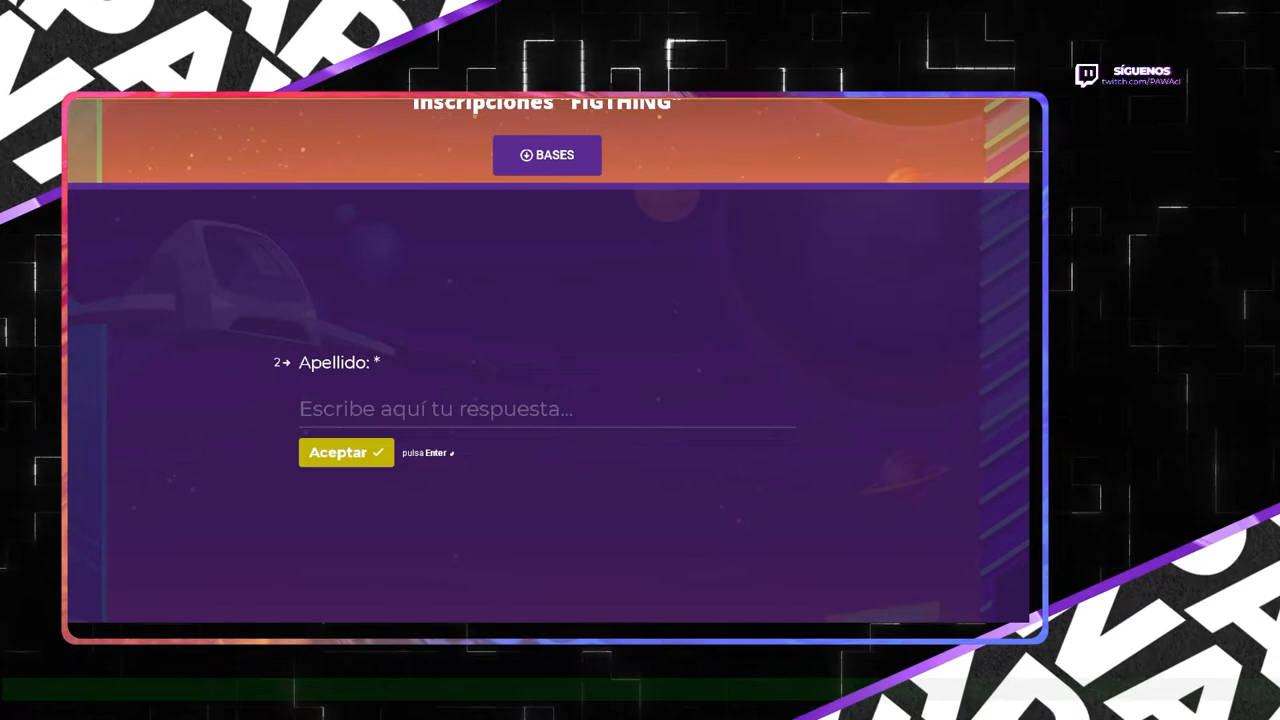 Inscripciones "FIGTHING"
BASES
SÍGUENOS
twitch.com/PAWAcl
2 Apellido: *
Escribe aquí tu respuesta...
Aceptar
pulsa Enter